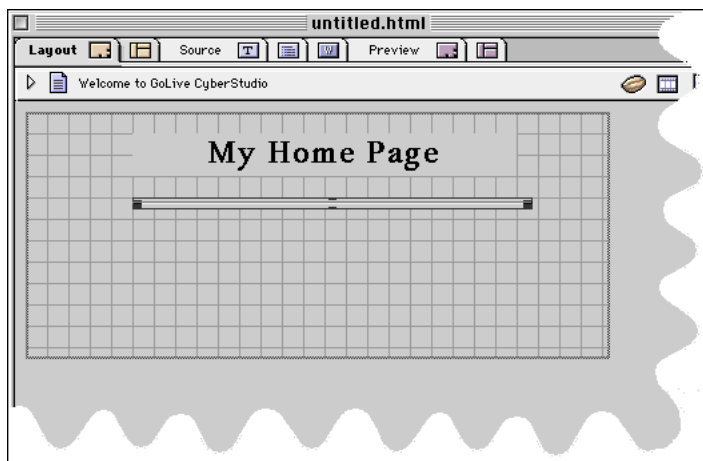 untitled.html
Layout Source T W Preview
Welcome to GoLive CyberStudio
My Home Page